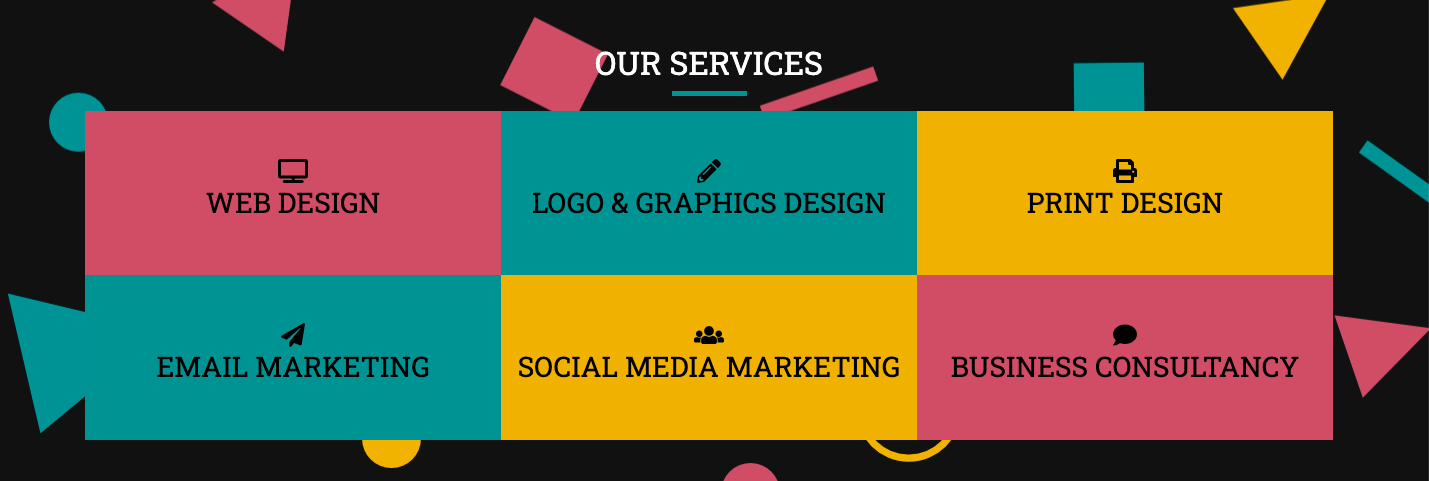 OUR SERVICES
WEB DESIGN
LOGO & GRAPHICS DESIGN
PRINT DESIGN
EMAIL MARKETING
SOCIAL MEDIA MARKETING
BUSINESS CONSULTANCY